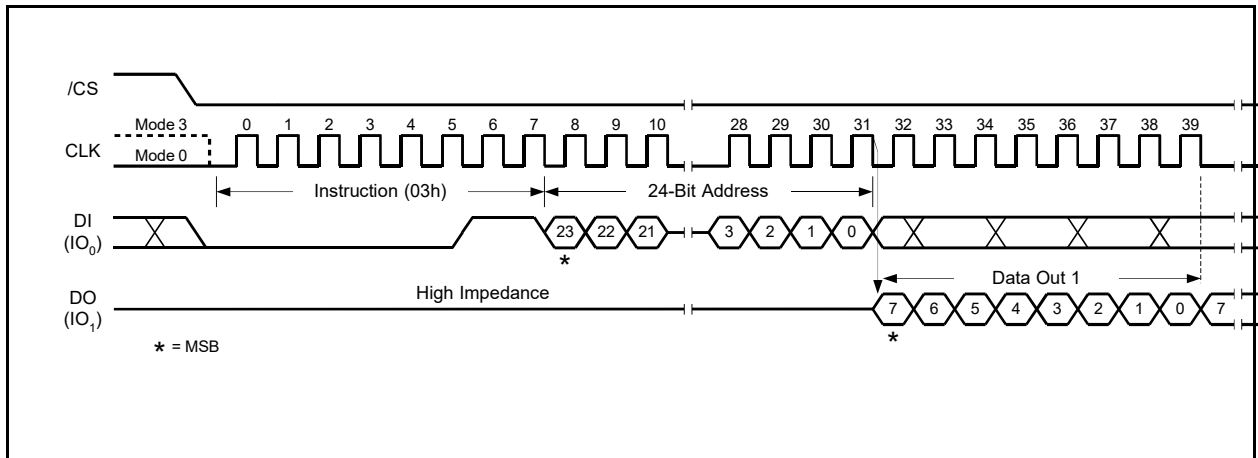 /CS
Mode 3
0 1 2 3 4 5 6 7 8 9 10 28 29 30 31 32 33 34 35 36 37 38 39
CLK
Mode 0
Instruction (03h)
24-Bit Address
DI
(IO0)
23 22 21 3 2 1 0
*
Data Out 1
High Impedance
DO
(IO1)
7 6 5 4 3 2 1 0 7
*
* = MSB